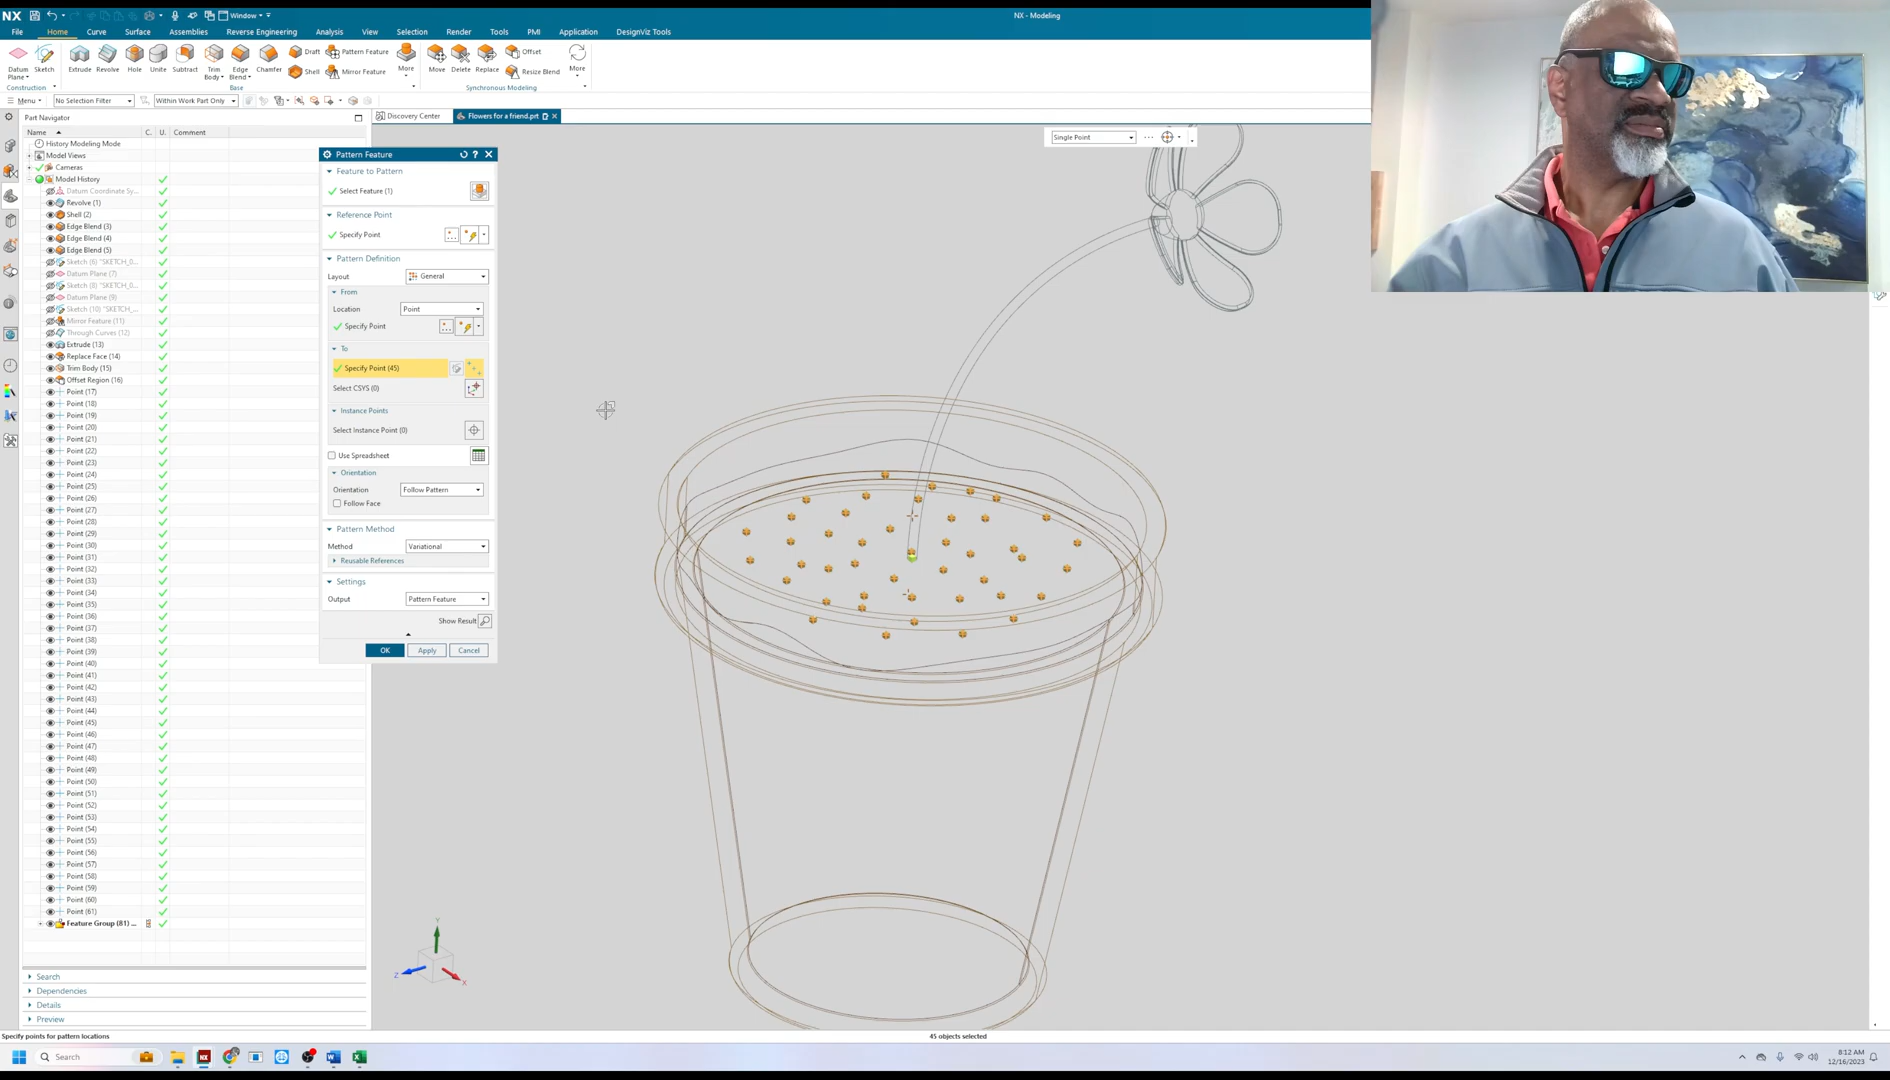 NX Window NX - Modeling
File Home Curve Surface Assemblies Reverse Engineering Analysis View Selection Render Tools PMI Application DesignViz Tools
Datum Plane Sketch Extrude Revolve Hole Unite Subtract Trim Body Edge Blend Chamfer Draft Shell Pattern Feature Mirror Feature More Move Delete Replace Offset Resize Blend More
Construction Base Synchronous Modeling
Menu No Selection Filter Within Work Part Only
Part Navigator
Discovery Center Flowers for a friend.prt
Name C. U. Comment
History Modeling Mode
Model Views
Cameras
Model History
Datum Coordinate Sy...
Revolve (1)
Shell (2)
Edge Blend (3)
Edge Blend (4)
Edge Blend (5)
Sketch (6) "SKETCH_0...
Datum Plane (7)
Sketch (8) "SKETCH_0...
Datum Plane (9)
Sketch (10) "SKETCH_...
Mirror Feature (11)
Through Curves (12)
Extrude (13)
Replace Face (14)
Trim Body (15)
Offset Region (16)
Point (17)
Point (18)
Point (19)
Point (20)
Point (21)
Point (22)
Point (23)
Point (24)
Point (25)
Point (26)
Point (27)
Point (28)
Point (29)
Point (30)
Point (31)
Point (32)
Point (33)
Point (34)
Point (35)
Point (36)
Point (37)
Point (38)
Point (39)
Point (40)
Point (41)
Point (42)
Point (43)
Point (44)
Point (45)
Point (46)
Point (47)
Point (48)
Point (49)
Point (50)
Point (51)
Point (52)
Point (53)
Point (54)
Point (55)
Point (56)
Point (57)
Point (58)
Point (59)
Point (60)
Point (61)
Feature Group (81) ...
Search
Dependencies
Details
Preview
Pattern Feature
Feature to Pattern
Select Feature (1)
Reference Point
Specify Point
Pattern Definition
Layout General
From
Location Point
Specify Point
To
Specify Point (45)
Select CSYS (0)
Instance Points
Select Instance Point (0)
Use Spreadsheet
Orientation
Orientation Follow Pattern
Follow Face
Pattern Method
Method Variational
Reusable References
Settings
Output Pattern Feature
Show Result
OK Apply Cancel
Single Point
Y
Z
X
Specify points for pattern locations 45 objects selected
Search
8:12 AM
12/16/2023